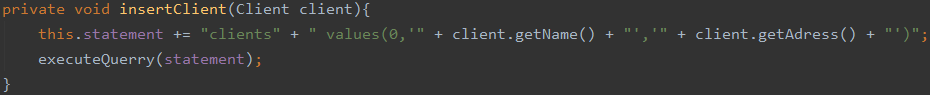 private void insertClient(Client client){
this.statement += "clients" + " values(0,'" + client.getName() + "','" + client.getAdress() + "')";
executeQuerry(statement);
}